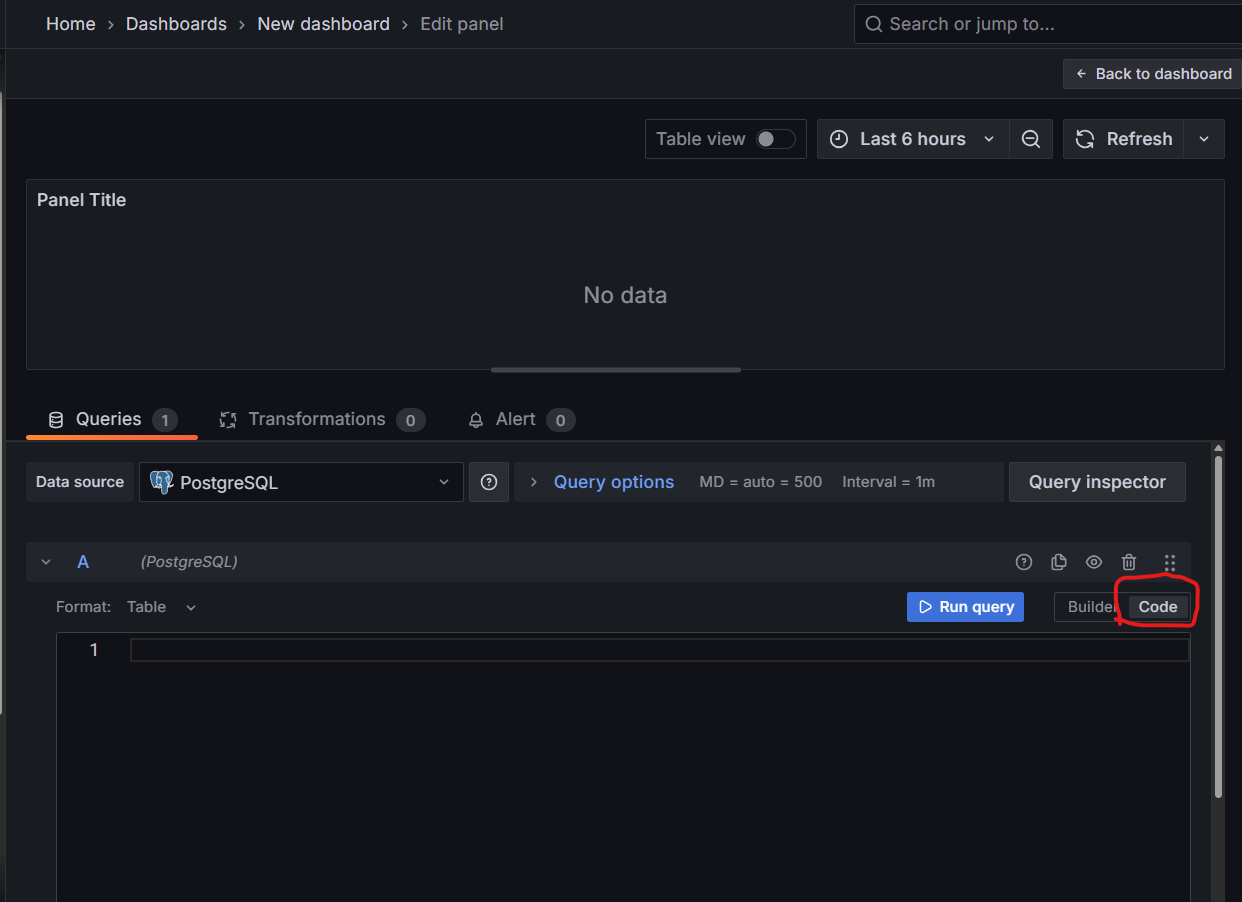 Home › Dashboards › New dashboard › Edit panel
Search or jump to...
Back to dashboard
Table view
Last 6 hours
Refresh
Panel Title
No data
Queries 1
Transformations 0
Alert 0
Data source
PostgreSQL
Query options
MD = auto = 500
Interval = 1m
Query inspector
A
(PostgreSQL)
Format: Table
Run query
Builder
Code
1